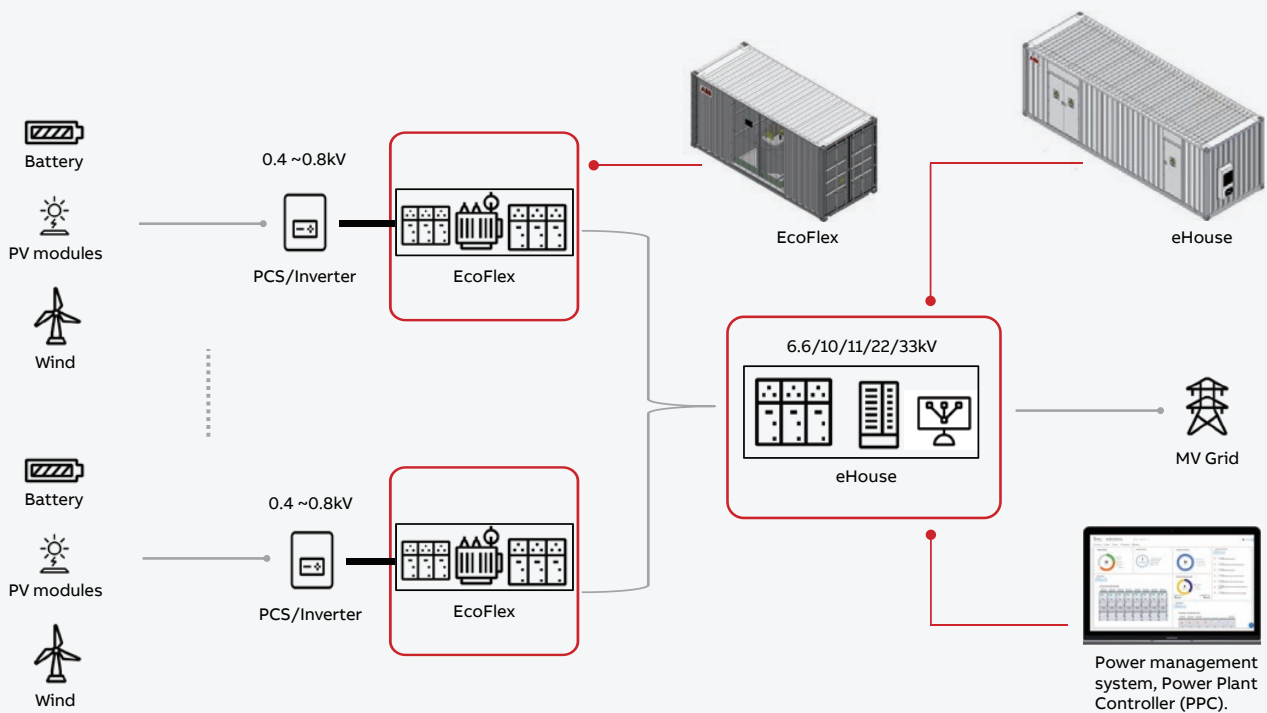 Battery
PV modules
Wind
0.4 ~0.8kV
PCS/Inverter
EcoFlex
ABB
EcoFlex
ABB
eHouse
6.6/10/11/22/33kV
eHouse
MV Grid
Battery
PV modules
Wind
0.4 ~0.8kV
PCS/Inverter
EcoFlex
Power management
system, Power Plant
Controller (PPC).